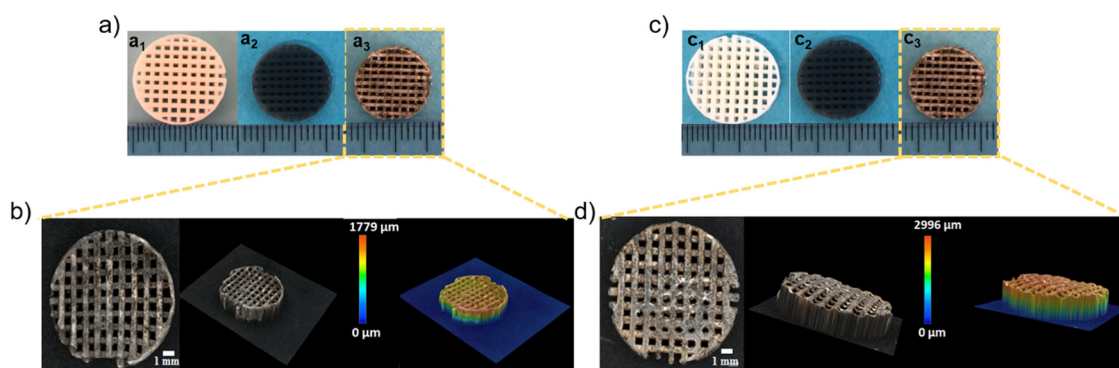 a)
a1 a2 a3
c)
c1 c2 c3
b)
1779 µm
0 µm
1 mm
d)
2996 µm
0 µm
1 mm